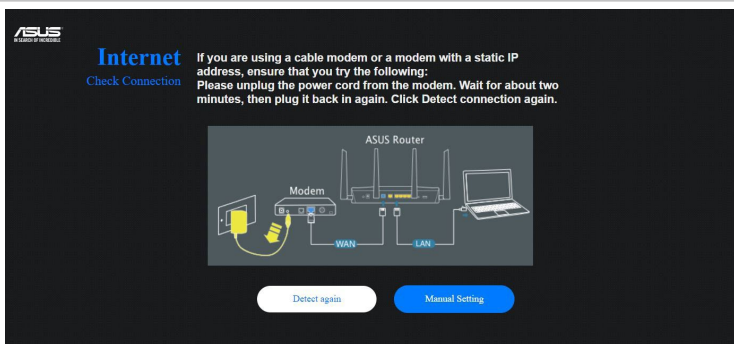 ASUS
IN SEARCH OF INCREDIBLE
Internet
Check Connection
If you are using a cable modem or a modem with a static IP
address, ensure that you try the following:
Please unplug the power cord from the modem. Wait for about two
minutes, then plug it back in again. Click Detect connection again.
ASUS Router
Modem
WAN
LAN
Detect again
Manual Setting